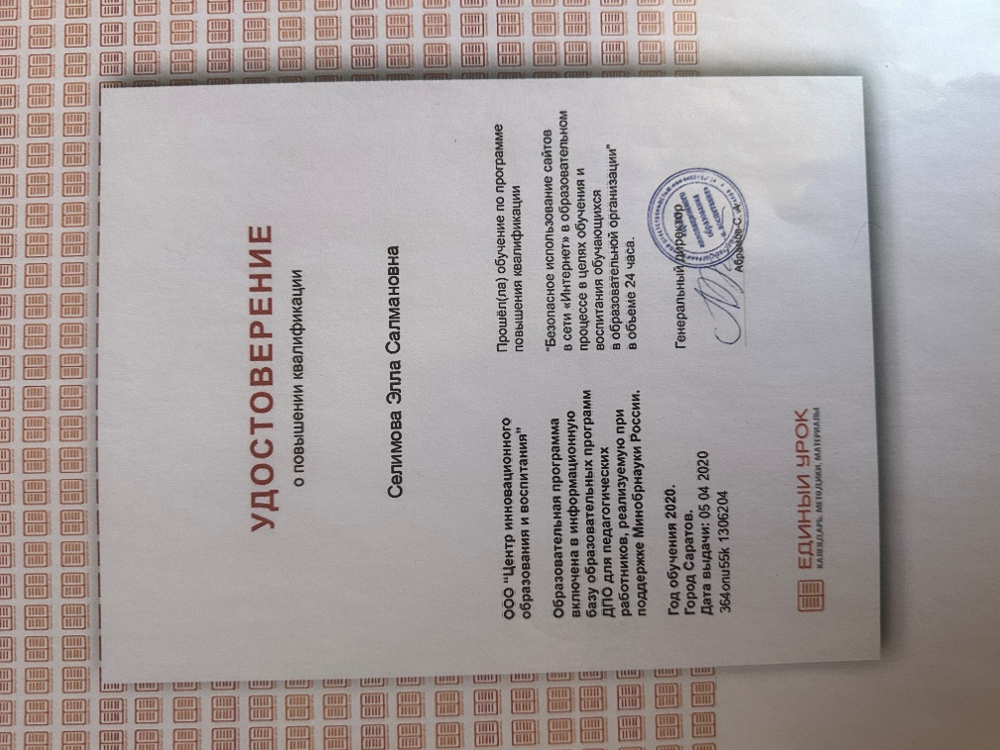 УДОСТОВЕРЕНИЕ
о повышении квалификации
Селимова Элла Салмановна
ООО "Центр инновационного
образования и воспитания"
Образовательная программа
включена в информационную
базу образовательных программ
ДПО для педагогических
работников, реализуемую при
поддержке Минобрнауки России.
Год обучения 2020.
Город Саратов.
Дата выдачи: 05 04 2020
364onu55k 1306204
Прошёл(ла) обучение по программе
повышения квалификации
"Безопасное использование сайтов
в сети «Интернет» в образовательном
процессе в целях обучения и
воспитания обучающихся
в образовательной организации"
в объеме 24 часа.
Генеральный директор
Абрамов С. А.
ЕДИНЫЙ УРОК
КАЛЕНДАРЬ, МЕТОДИКИ, МАТЕРИАЛЫ